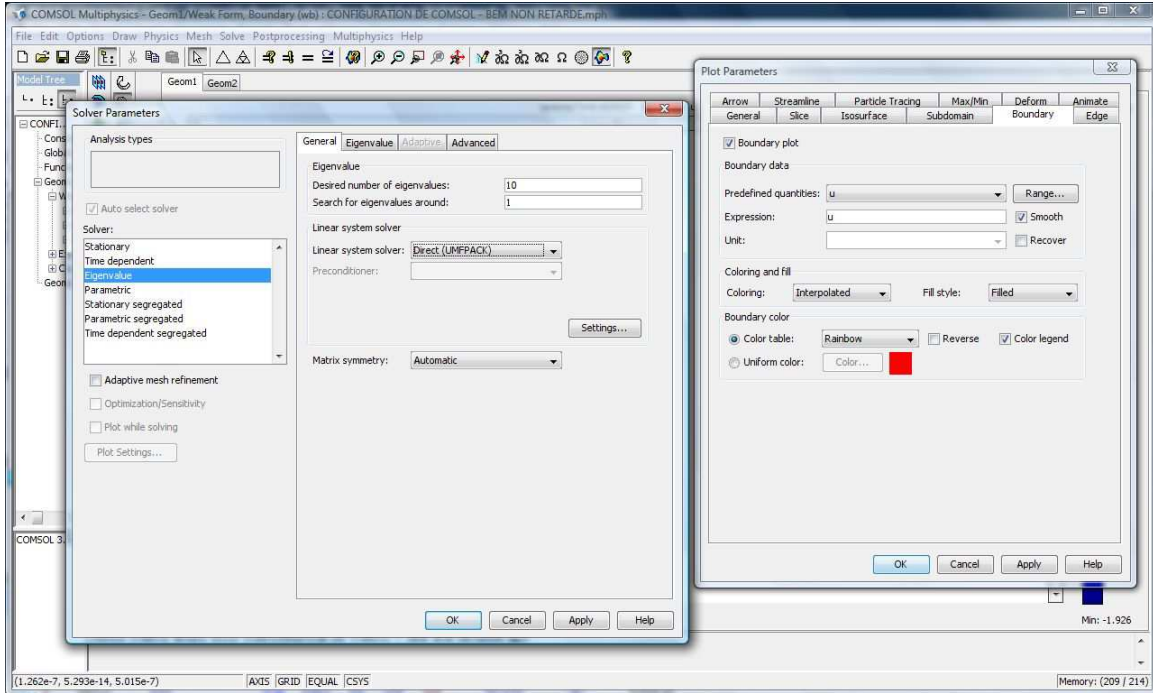 COMSOL Multiphysics - Geom1/Weak Form, Boundary (wb) : CONFIGURATION DE COMSOL - BEM NON RETARDE.mph
File Edit Options Draw Physics Mesh Solve Postprocessing Multiphysics Help
Model Tree
Geom1 Geom2
CONFI...
Cons
Globa
Func
Geom
W
E
C
Geom
COMSOL 3.
Solver Parameters
Analysis types
Auto select solver
Solver:
Stationary
Time dependent
Eigenvalue
Parametric
Stationary segregated
Parametric segregated
Time dependent segregated
Adaptive mesh refinement
Optimization/Sensitivity
Plot while solving
Plot Settings...
General Eigenvalue Adaptive Advanced
Eigenvalue
Desired number of eigenvalues: 10
Search for eigenvalues around: 1
Linear system solver
Linear system solver: Direct (UMFPACK)
Preconditioner:
Settings...
Matrix symmetry: Automatic
OK Cancel Apply Help
Plot Parameters
Arrow Streamline Particle Tracing Max/Min Deform Animate
General Slice Isosurface Subdomain Boundary Edge
Boundary plot
Boundary data
Predefined quantities: u Range...
Expression: u Smooth
Unit: Recover
Coloring and fill
Coloring: Interpolated Fill style: Filled
Boundary color
Color table: Rainbow Reverse Color legend
Uniform color: Color...
OK Cancel Apply Help
Min: -1.926
(1.262e-7, 5.293e-14, 5.015e-7) AXIS GRID EQUAL CSYS Memory: (209 / 214)